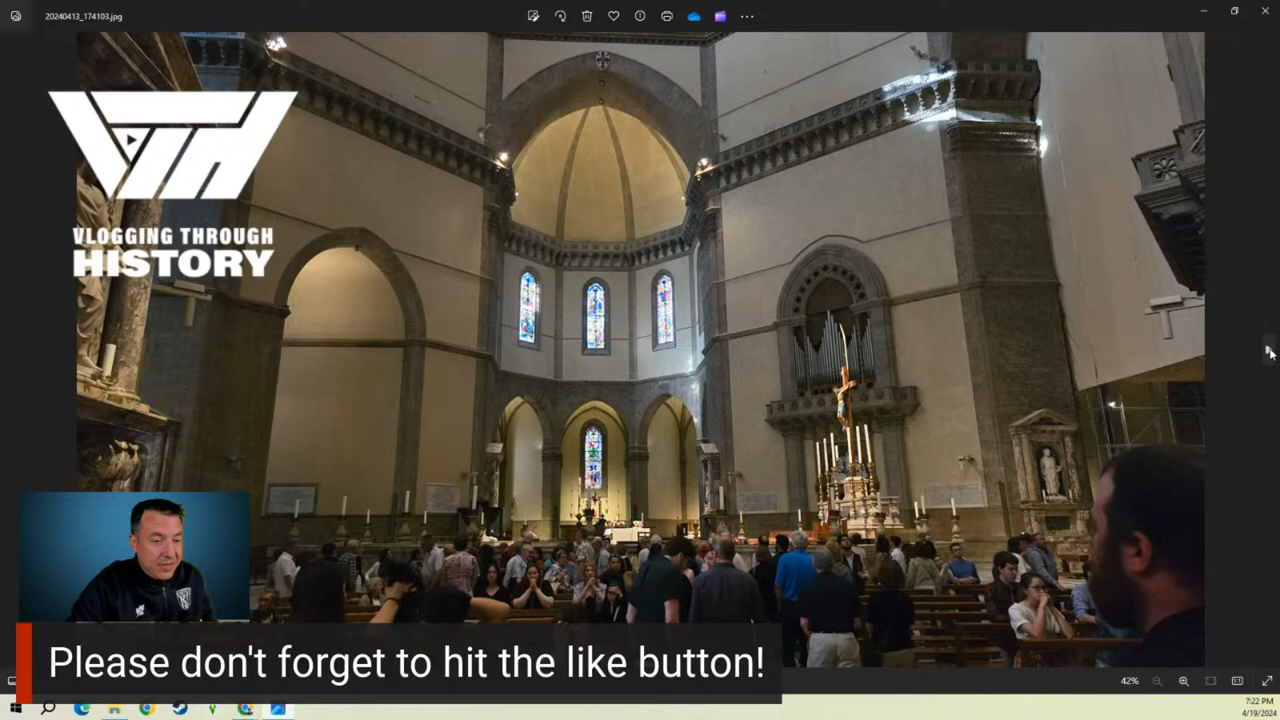 20240413_174103.jpg
VTH
VLOGGING THROUGH
HISTORY
Please don't forget to hit the like button!
42%
7:22 PM
4/19/2024